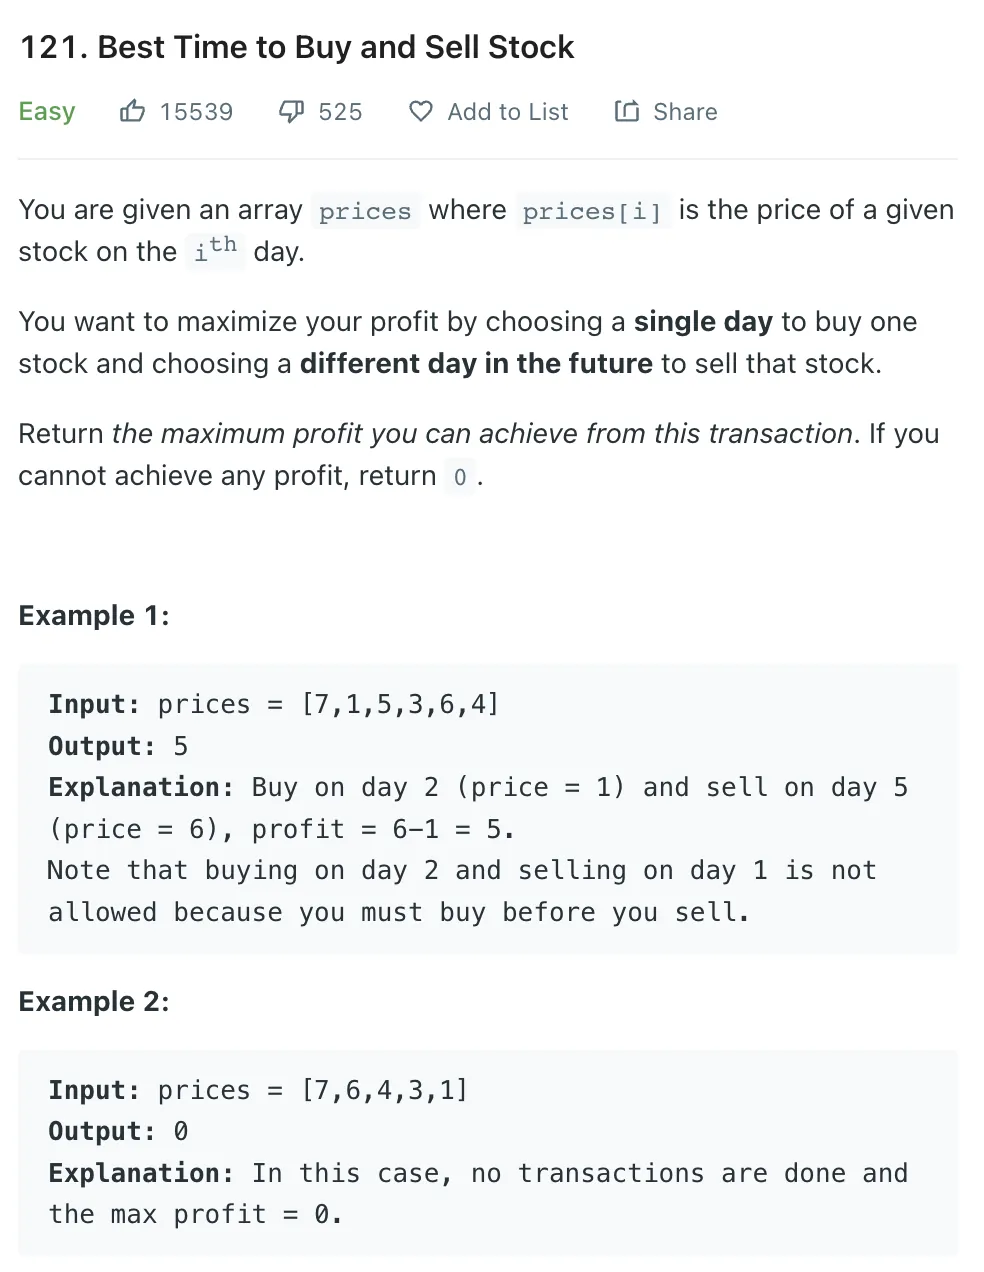 121. Best Time to Buy and Sell Stock
Easy 15539 525 Add to List Share
You are given an array prices where prices[i] is the price of a given
stock on the ith day.
You want to maximize your profit by choosing a single day to buy one
stock and choosing a different day in the future to sell that stock.
Return the maximum profit you can achieve from this transaction. If you
cannot achieve any profit, return 0.
Example 1:
Input: prices = [7,1,5,3,6,4]
Output: 5
Explanation: Buy on day 2 (price = 1) and sell on day 5
(price = 6), profit = 6-1 = 5.
Note that buying on day 2 and selling on day 1 is not
allowed because you must buy before you sell.
Example 2:
Input: prices = [7,6,4,3,1]
Output: 0
Explanation: In this case, no transactions are done and
the max profit = 0.